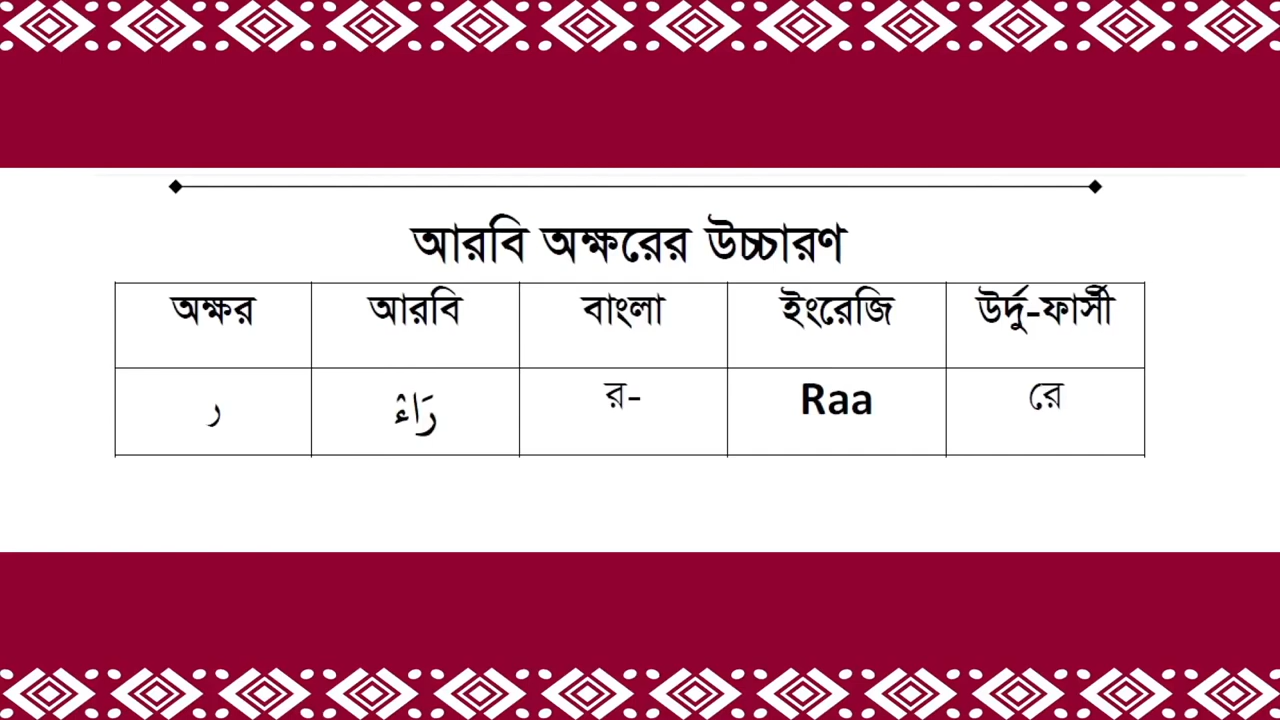 আরবি অক্ষরের উচ্চারণ
অক্ষর আরবি বাংলা ইংরেজি উর্দু-ফার্সী
ر رَاءْ র- Raa রে